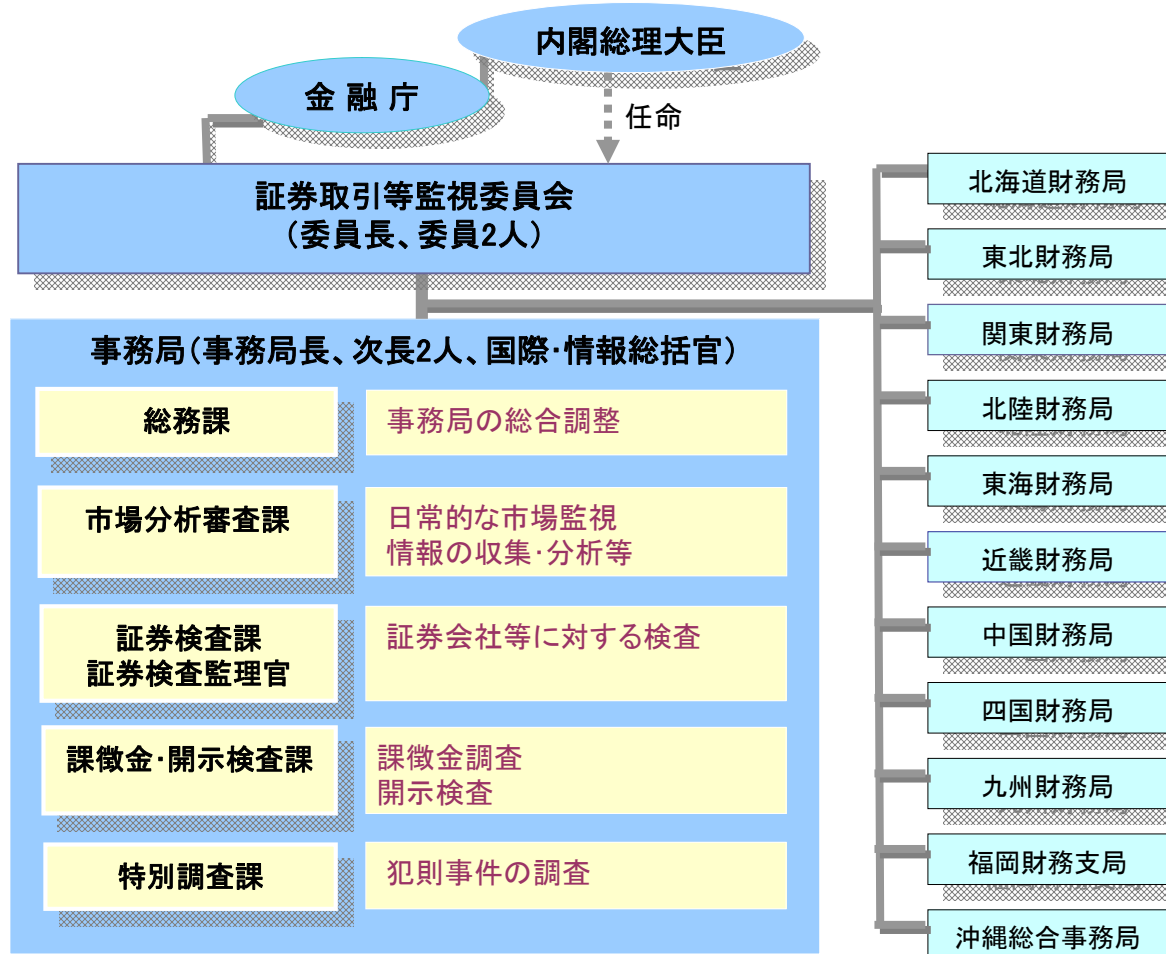 内閣総理大臣
金 融 庁
任命
証券取引等監視委員会
（委員長、委員2人）
事務局（事務局長、次長2人、国際・情報総括官）
総務課
事務局の総合調整
市場分析審査課
日常的な市場監視
情報の収集・分析等
証券検査課
証券検査監理官
証券会社等に対する検査
課徴金・開示検査課
課徴金調査
開示検査
特別調査課
犯則事件の調査
北海道財務局
東北財務局
関東財務局
北陸財務局
東海財務局
近畿財務局
中国財務局
四国財務局
九州財務局
福岡財務支局
沖縄総合事務局